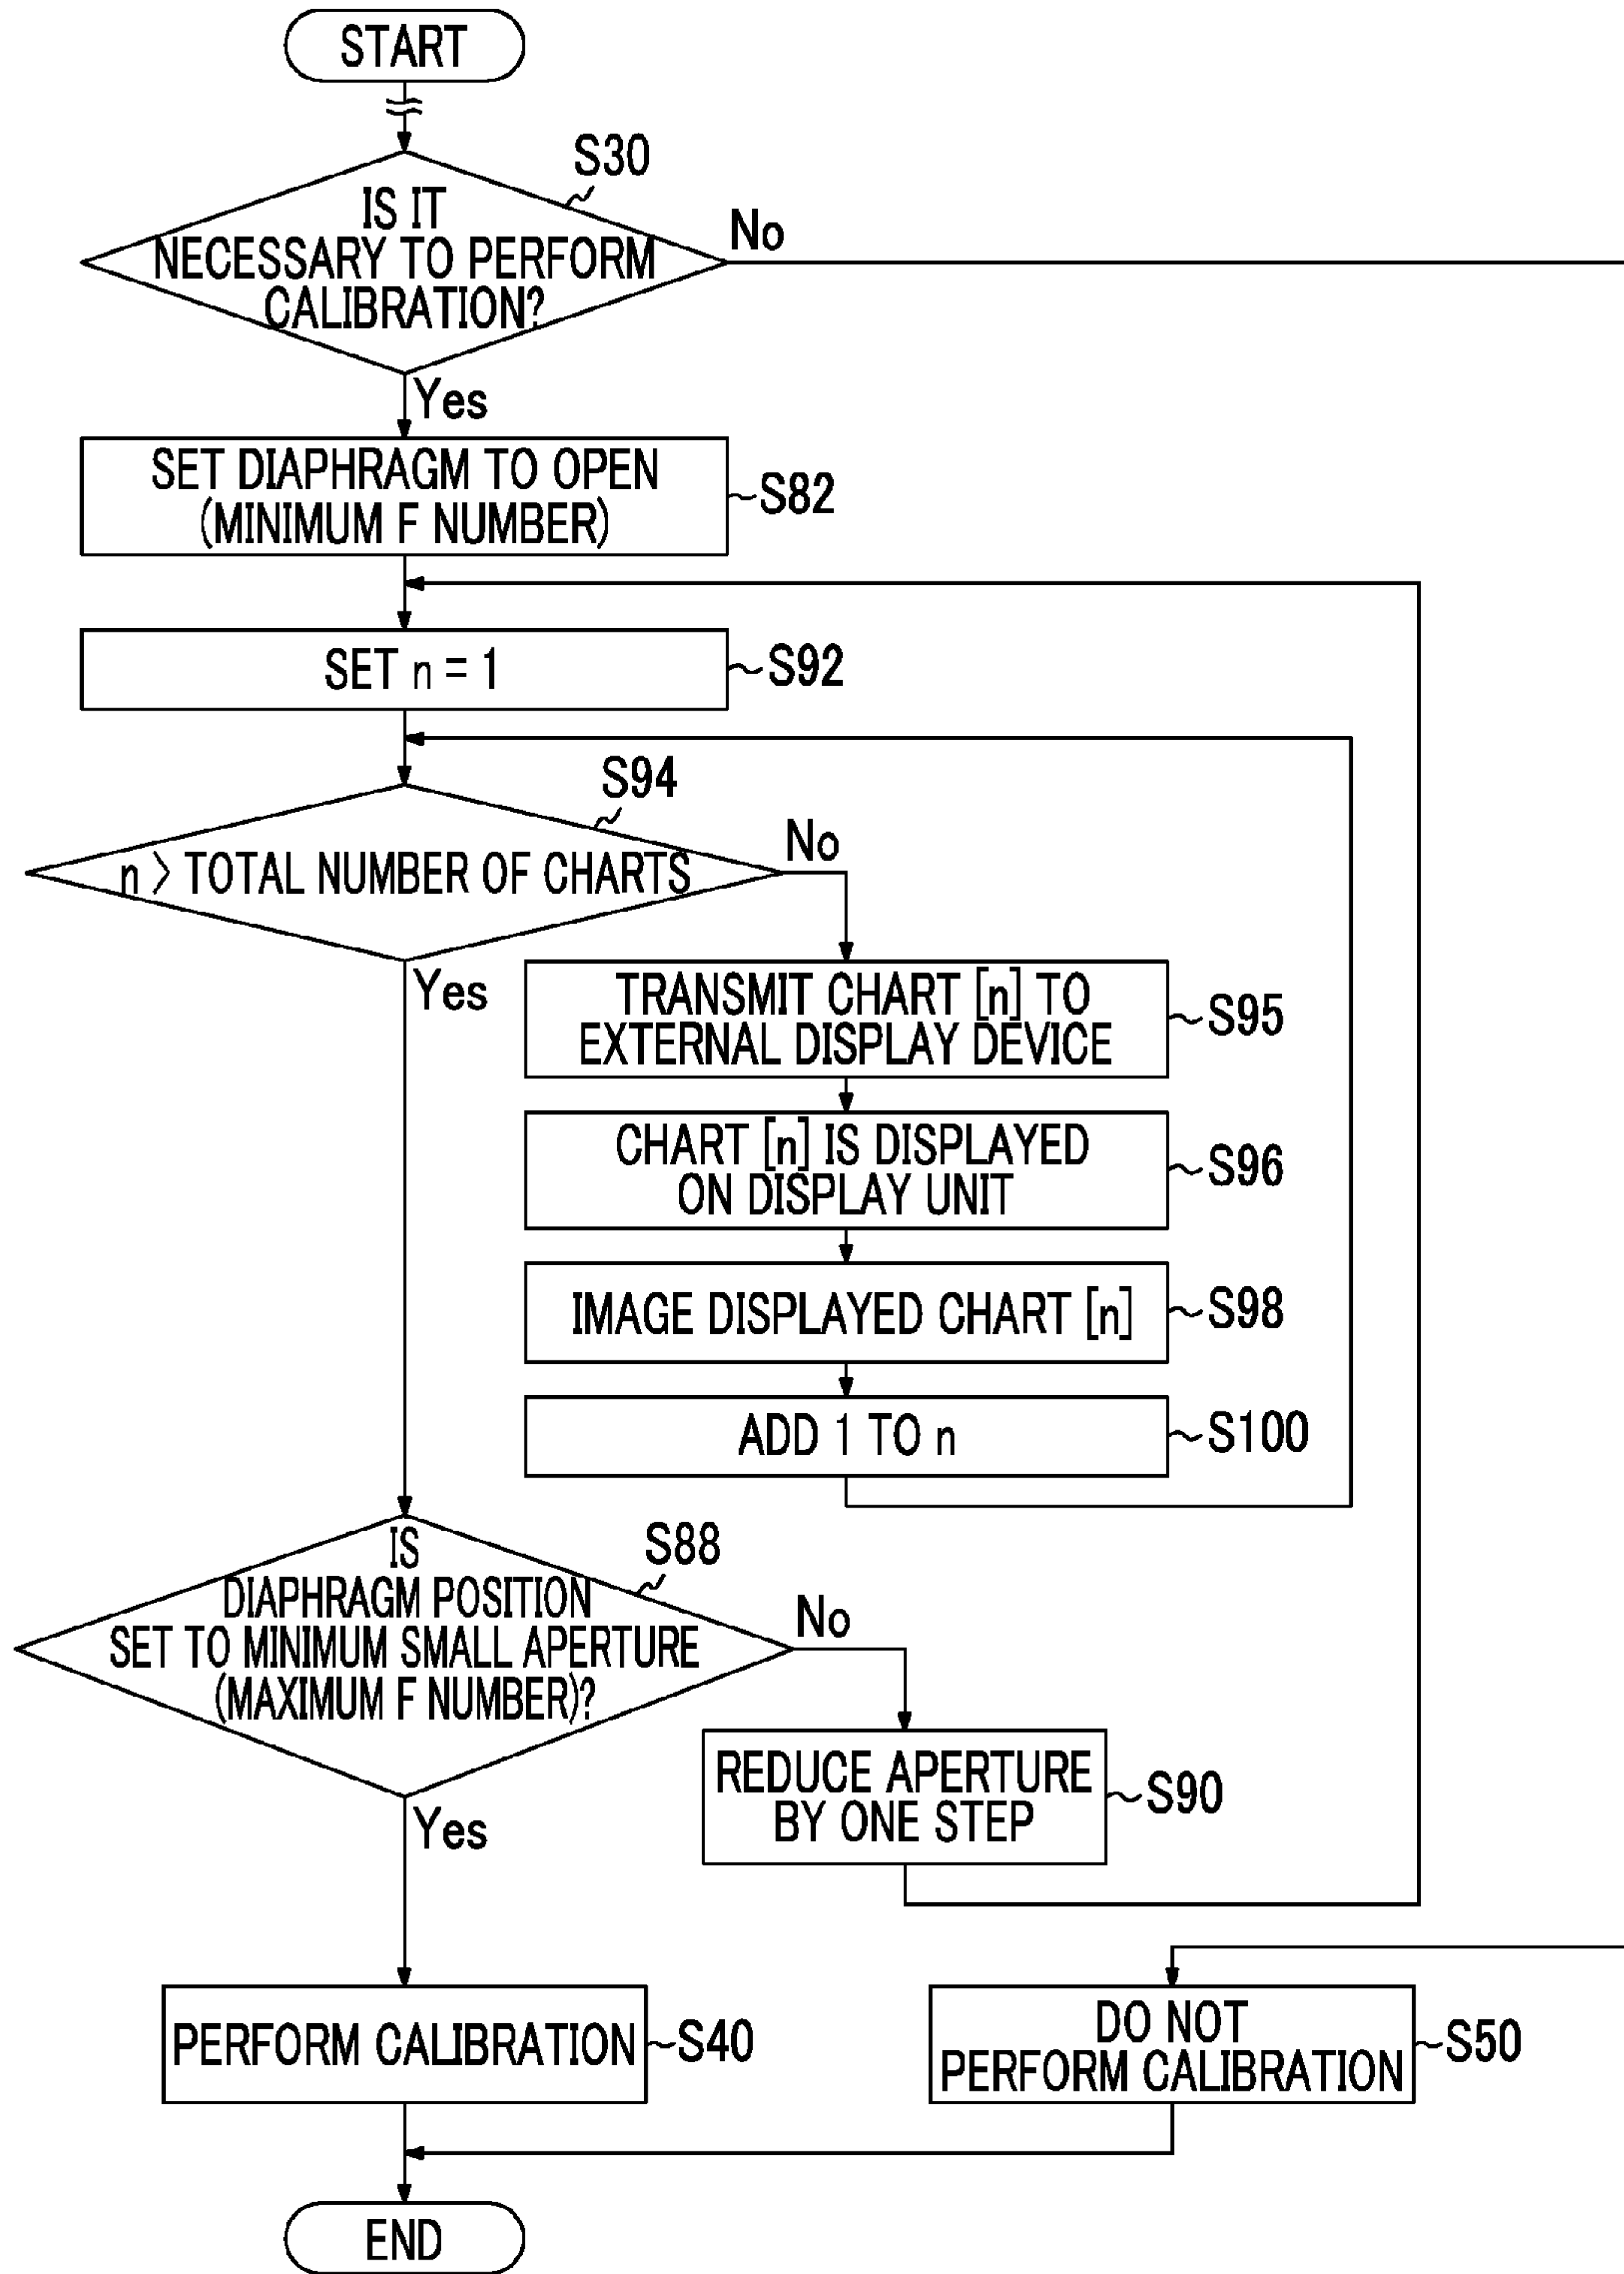 START
S30
IS IT
NECESSARY TO PERFORM
CALIBRATION?
No
Yes
SET DIAPHRAGM TO OPEN
(MINIMUM F NUMBER)
S82
SET n = 1
S92
S94
n > TOTAL NUMBER OF CHARTS
No
Yes
TRANSMIT CHART [n] TO
EXTERNAL DISPLAY DEVICE
S95
CHART [n] IS DISPLAYED
ON DISPLAY UNIT
S96
IMAGE DISPLAYED CHART [n]
S98
ADD 1 TO n
S100
S88
IS
DIAPHRAGM POSITION
SET TO MINIMUM SMALL APERTURE
(MAXIMUM F NUMBER)?
No
Yes
REDUCE APERTURE
BY ONE STEP
S90
PERFORM CALIBRATION
S40
DO NOT
PERFORM CALIBRATION
S50
END